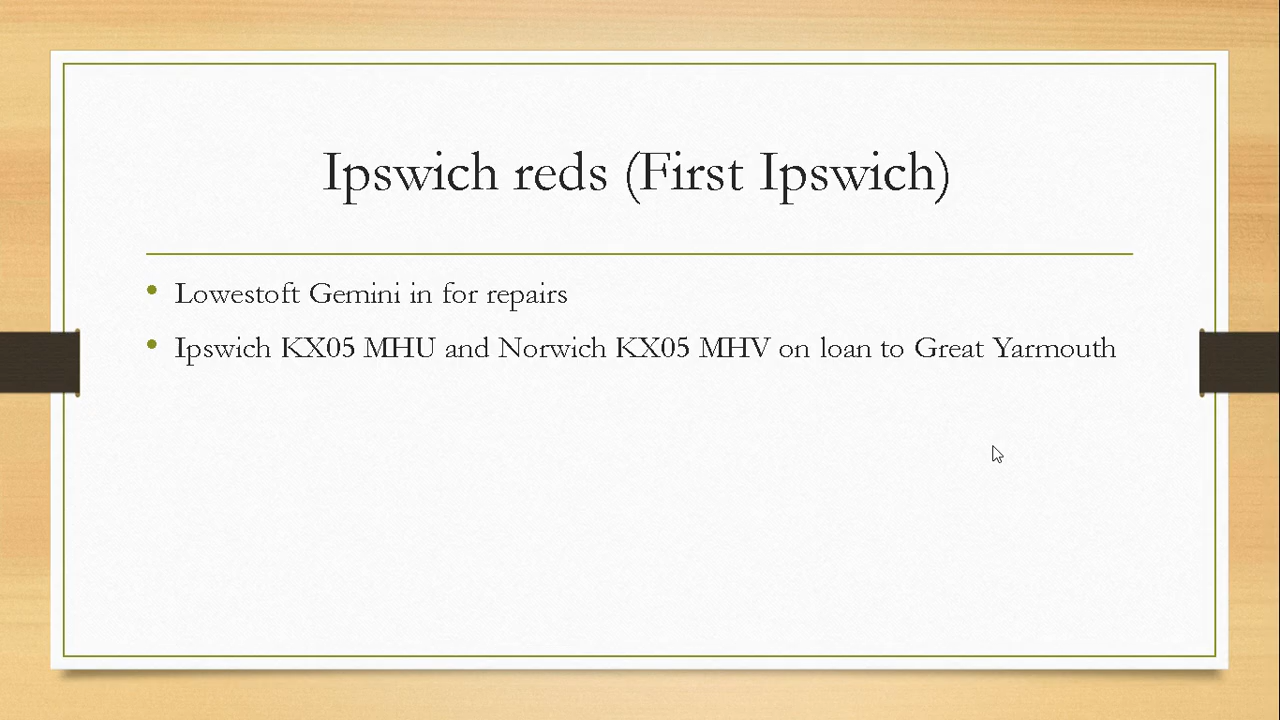 Ipswich reds (First Ipswich)
Lowestoft Gemini in for repairs
Ipswich KX05 MHU and Norwich KX05 MHV on loan to Great Yarmouth